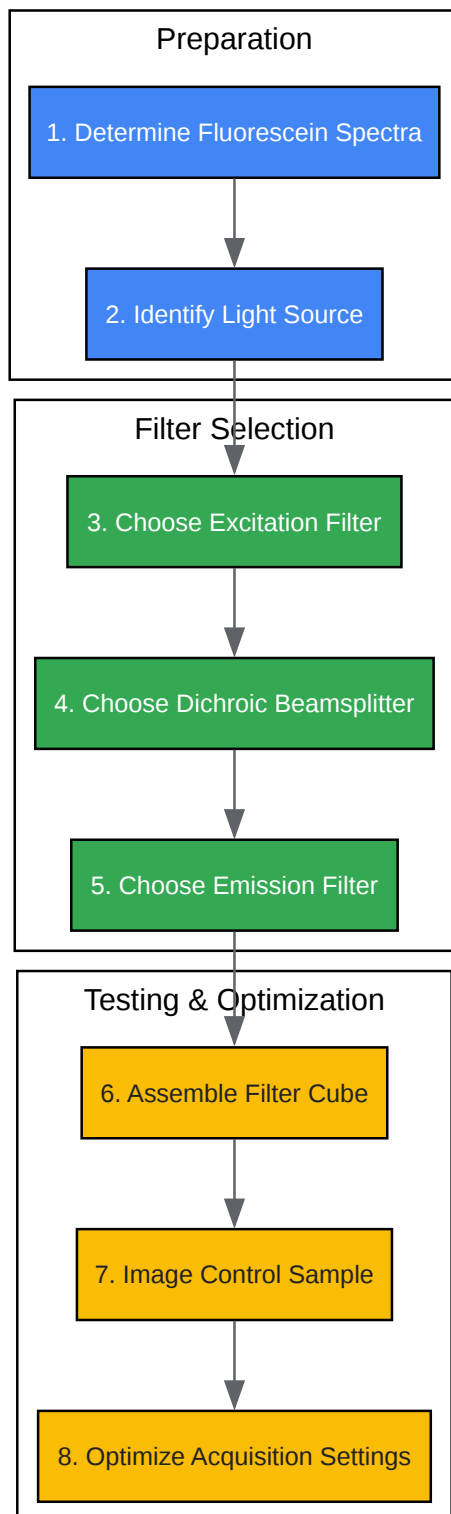 Preparation
1. Determine Fluorescein Spectra
2. Identify Light Source
Filter Selection
3. Choose Excitation Filter
4. Choose Dichroic Beamsplitter
5. Choose Emission Filter
Testing & Optimization
6. Assemble Filter Cube
7. Image Control Sample
8. Optimize Acquisition Settings